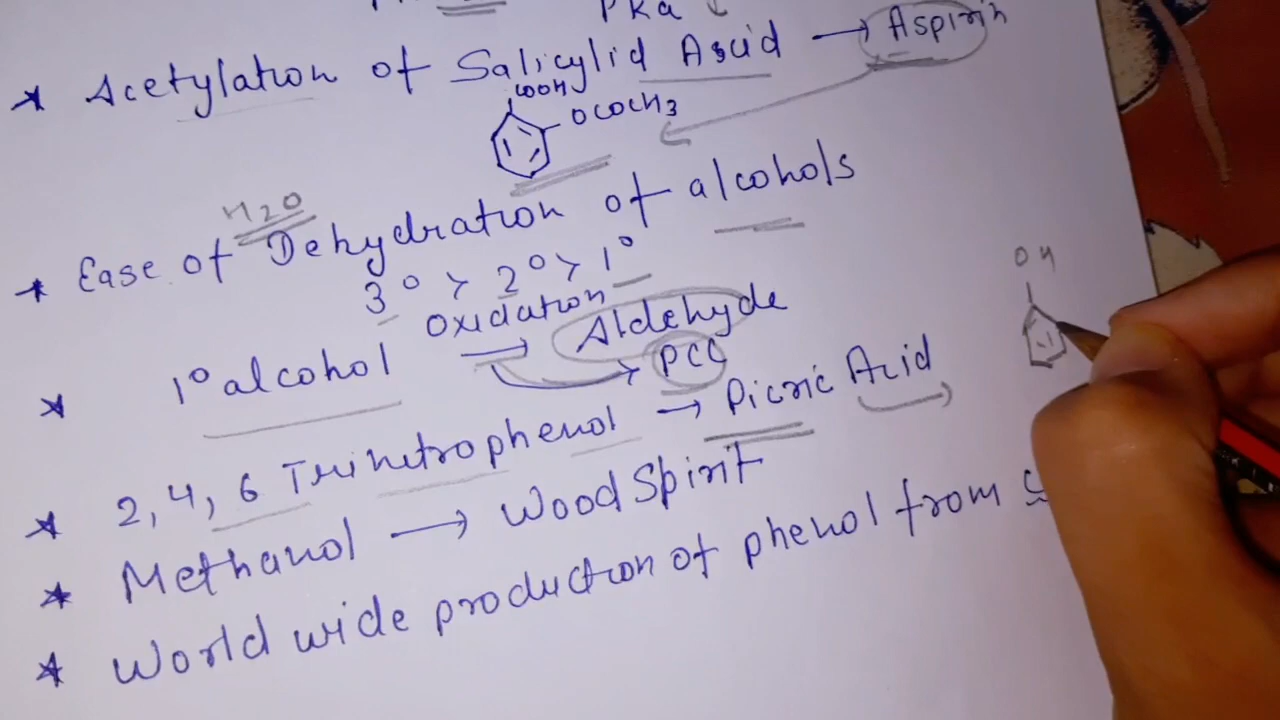 PKa
* Acetylation of Salicylid Acid → Aspirin
COOH
OCOCH3
H2O
* Ease of Dehydration of alcohols
3° > 2° > 1°
Oxidation
* 1° alcohol → Aldehyde
→ PCC
* 2, 4, 6 Trinitrophenol → Picric Acid
OH
* Methanol → Wood Spirit
* World wide production of phenol from